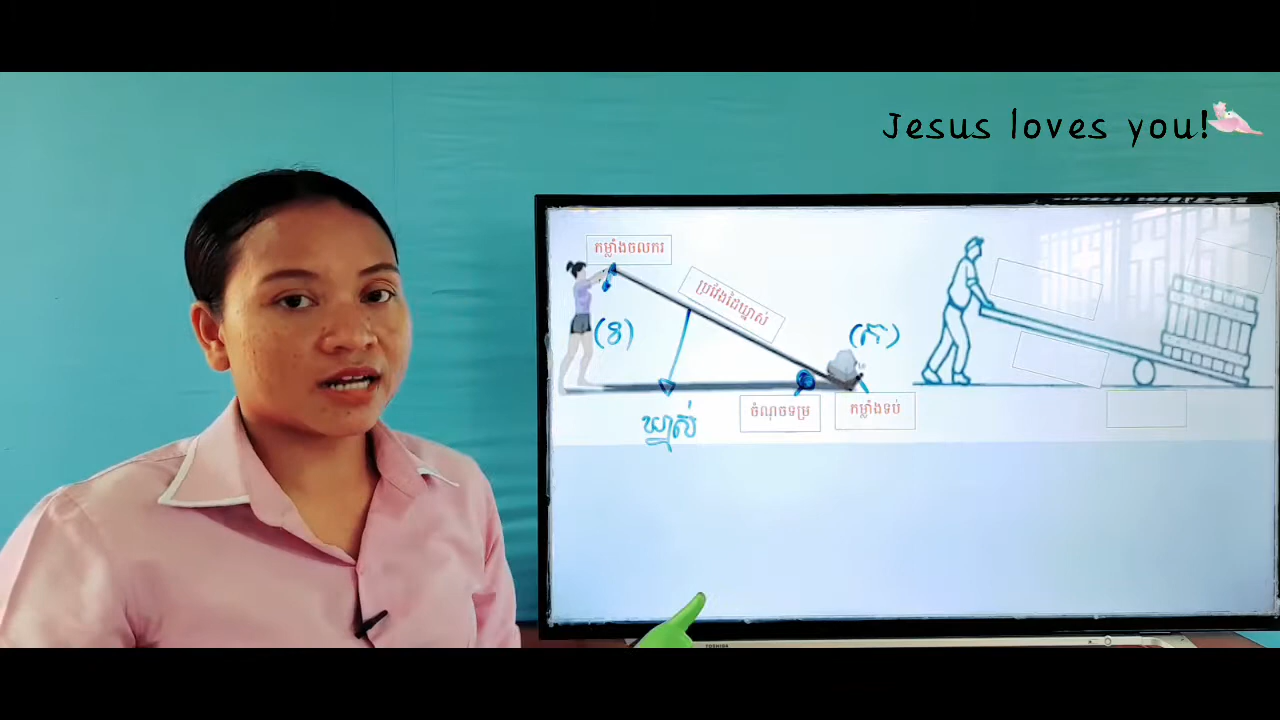 Jesus loves you!
កម្លាំងចលករ
ប្រវែងដៃឃ្នាស់
(ខ)
(ក)
ចំណុចទម្រ
កម្លាំងទប់
ឃ្នាស់
TOSHIBA